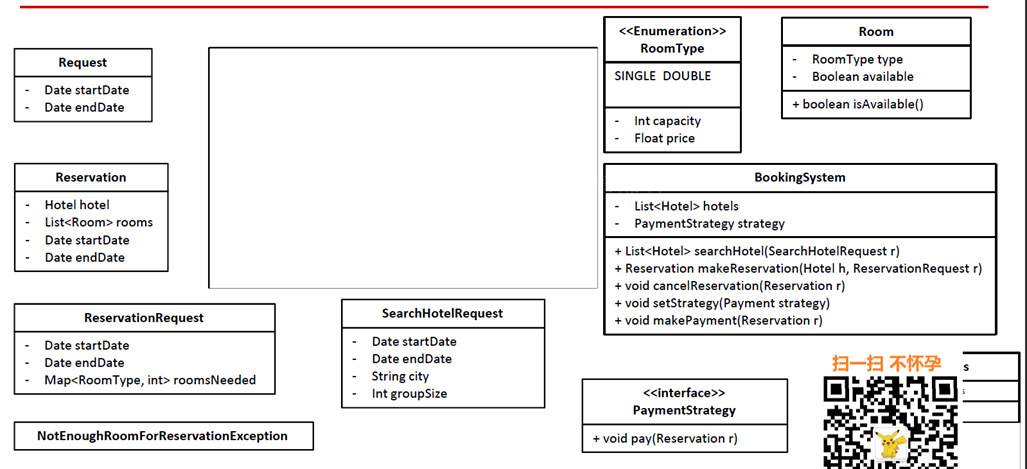 Request
- Date startDate
- Date endDate
<<Enumeration>>
RoomType
SINGLE DOUBLE
- Int capacity
- Float price
Room
- RoomType type
- Boolean available
+ boolean isAvailable()
Reservation
- Hotel hotel
- List<Room> rooms
- Date startDate
- Date endDate
BookingSystem
- List<Hotel> hotels
- PaymentStrategy strategy
+ List<Hotel> searchHotel(SearchHotelRequest r)
+ Reservation makeReservation(Hotel h, ReservationRequest r)
+ void cancelReservation(Reservation r)
+ void setStrategy(Payment strategy)
+ void makePayment(Reservation r)
ReservationRequest
- Date startDate
- Date endDate
- Map<RoomType, int> roomsNeeded
SearchHotelRequest
- Date startDate
- Date endDate
- String city
- Int groupSize
<<interface>>
PaymentStrategy
+ void pay(Reservation r)
扫一扫 不怀孕
NotEnoughRoomForReservationException